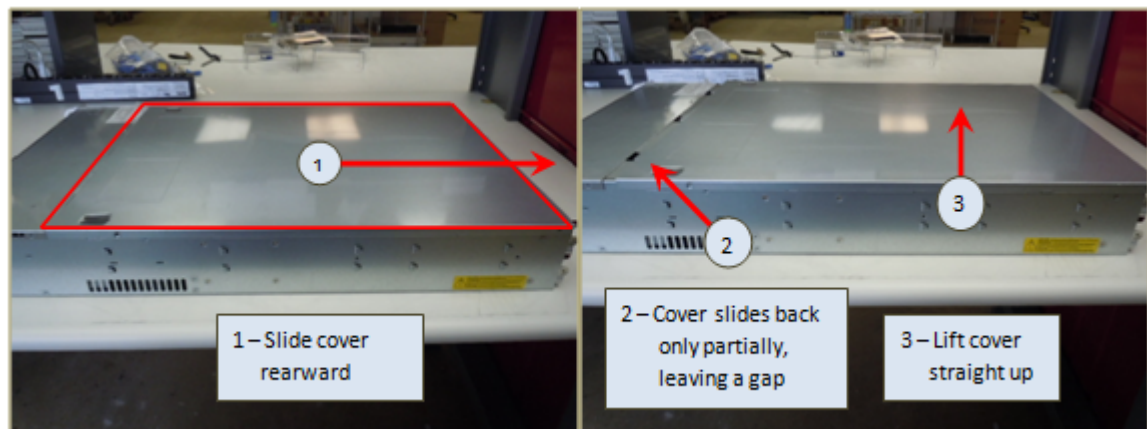 1
1 – Slide cover
rearward
2
3
2 – Cover slides back
only partially,
leaving a gap
3 – Lift cover
straight up